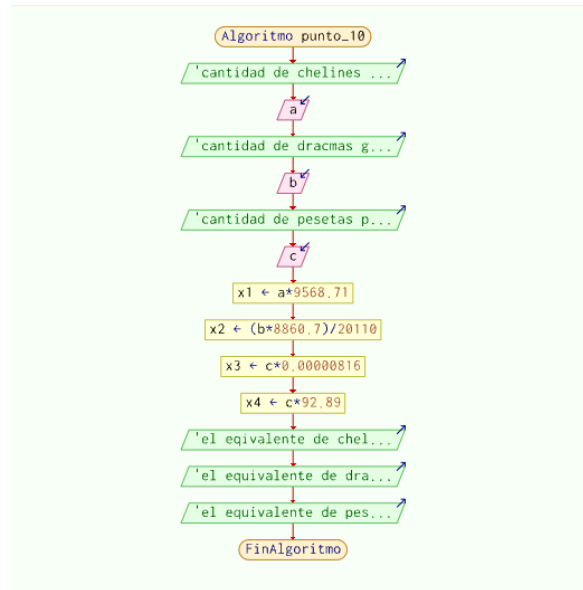 Algoritmo punto_10
'cantidad de chelines ...
a
'cantidad de dracmas g...
b
'cantidad de pesetas p...
c
x1 ← a*9568.71
x2 ← (b*8860.7)/20110
x3 ← c*0.00000816
x4 ← c*92.89
'el eqivalente de chel...
'el equivalente de dra...
'el equivalente de pes...
FinAlgoritmo